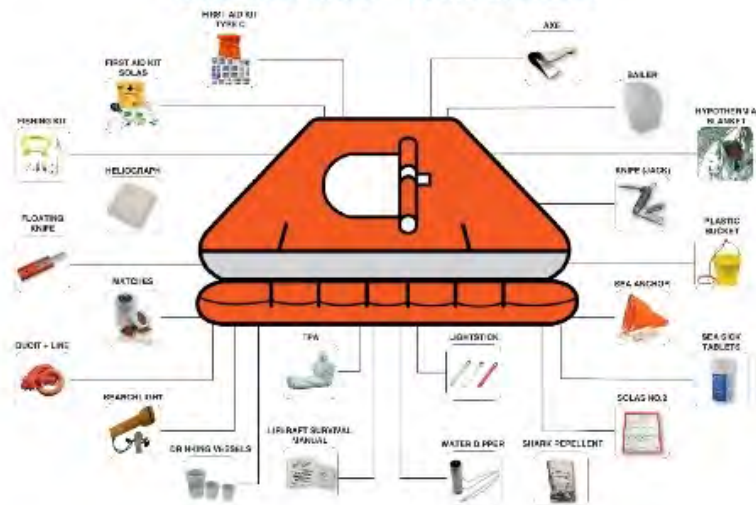 FIRST AID KIT
TYPE C
AXE
FIRST AID KIT
SOLAS
BAILER
FISHING KIT
HYPOTHERMIA
BLANKET
HELIOGRAPH
KNIFE (JACK)
FLOATING
KNIFE
PLASTIC
BUCKET
MATCHES
SEA ANCHOR
QUOIT + LINE
TPA
LIGHTSTICK
SEA SICK
TABLETS
SEARCHLIGHT
SOLAS NO.2
DRINKING VESSELS
LIFERAFT SURVIVAL
MANUAL
WATER DIPPER
SHARK REPELLENT